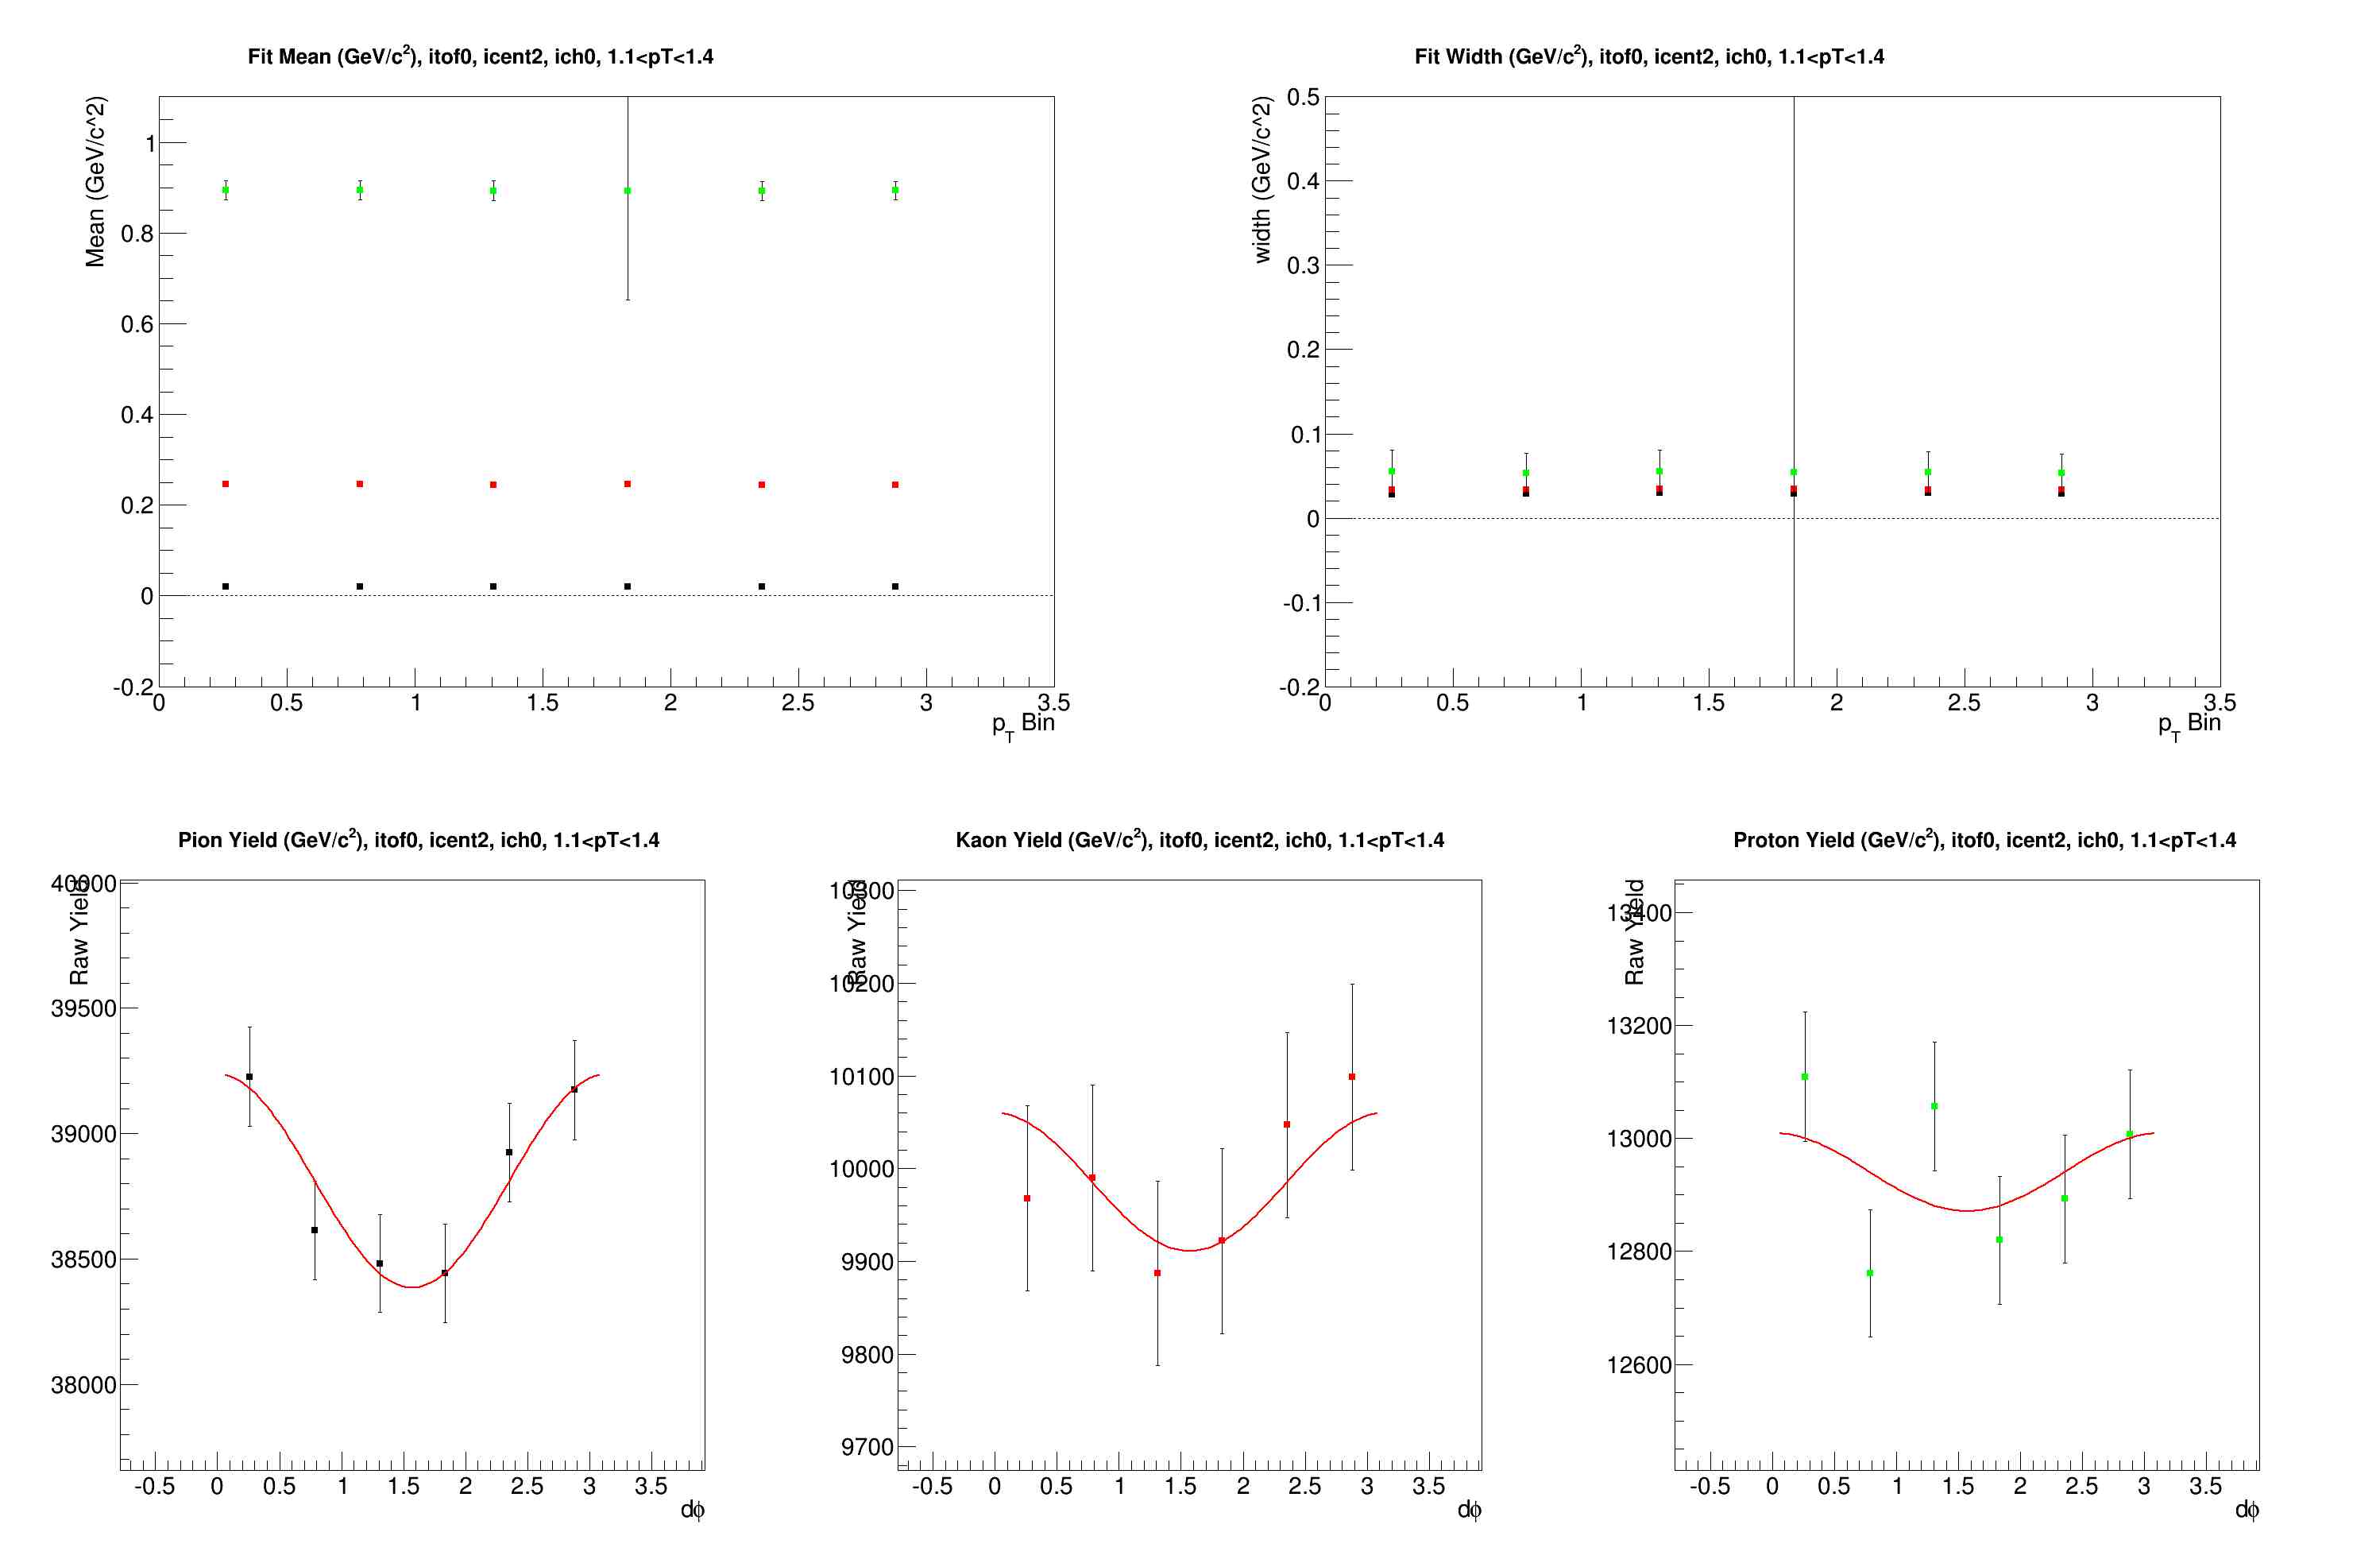 Fit Mean (GeV/c2), itof0, icent2, ich0, 1.1<pT<1.4
Mean (GeV/c^2)
1
0.8
0.6
0.4
0.2
0
-0.2
0 0.5 1 1.5 2 2.5 3 3.5
pT Bin
Fit Width (GeV/c2), itof0, icent2, ich0, 1.1<pT<1.4
width (GeV/c^2)
0.5
0.4
0.3
0.2
0.1
0
-0.1
-0.2
0 0.5 1 1.5 2 2.5 3 3.5
pT Bin
Pion Yield (GeV/c2), itof0, icent2, ich0, 1.1<pT<1.4
Raw Yield
40000
39500
39000
38500
38000
-0.5 0 0.5 1 1.5 2 2.5 3 3.5
dϕ
Kaon Yield (GeV/c2), itof0, icent2, ich0, 1.1<pT<1.4
Raw Yield
10300
10200
10100
10000
9900
9800
9700
-0.5 0 0.5 1 1.5 2 2.5 3 3.5
dϕ
Proton Yield (GeV/c2), itof0, icent2, ich0, 1.1<pT<1.4
Raw Yield
13400
13200
13000
12800
12600
-0.5 0 0.5 1 1.5 2 2.5 3 3.5
dϕ